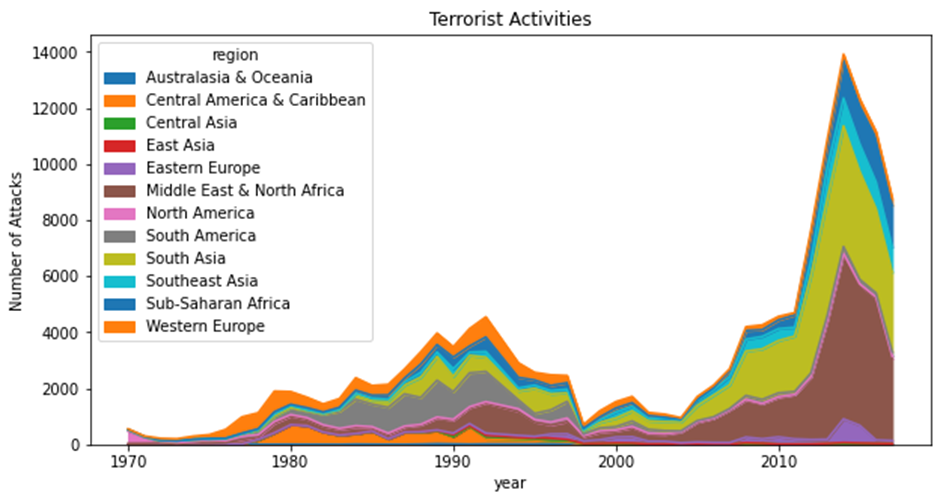 Terrorist Activities
Number of Attacks
14000
12000
10000
8000
6000
4000
2000
0
region
Australasia & Oceania
Central America & Caribbean
Central Asia
East Asia
Eastern Europe
Middle East & North Africa
North America
South America
South Asia
Southeast Asia
Sub-Saharan Africa
Western Europe
1970 1980 1990 2000 2010
year